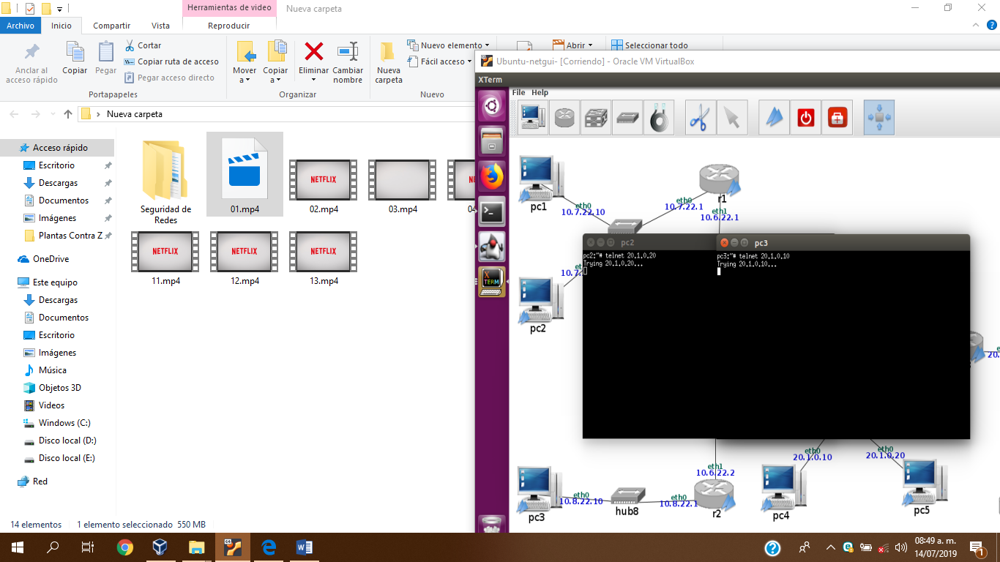 Herramientas de video
Nueva carpeta
Archivo
Inicio
Compartir
Vista
Reproducir
Anclar al
acceso rápido
Copiar
Pegar
Cortar
Copiar ruta de acceso
Pegar acceso directo
Portapapeles
Mover
a
Copiar
a
Eliminar
Cambiar
nombre
Organizar
Nueva
carpeta
Nuevo elemento
Fácil acceso
Nuevo
Abrir
Seleccionar todo
Nueva carpeta
Acceso rápido
Escritorio
Descargas
Documentos
Imágenes
Plantas Contra Z
OneDrive
Este equipo
Descargas
Documentos
Escritorio
Imágenes
Música
Objetos 3D
Videos
Windows (C:)
Disco local (D:)
Disco local (E:)
Red
Seguridad de
Redes
01.mp4
NETFLIX
02.mp4
03.mp4
NETFLIX
11.mp4
NETFLIX
12.mp4
NETFLIX
13.mp4
14 elementos
1 elemento seleccionado 550 MB
Ubuntu-netgui- [Corriendo] - Oracle VM VirtualBox
XTerm
File Help
X
TERM
pc1
eth0
10.7.22.10
eth0
10.7.22.1
r1
eth1
10.6.22.1
pc2
pc2
pc2:~# telnet 20.1.0.20
Trying 20.1.0.20...
pc3
pc3:~# telnet 20.1.0.10
Trying 20.1.0.10...
pc3
eth0
10.8.22.10
hub8
eth0
10.8.22.1
eth1
10.6.22.2
r2
eth0
20.1.0.10
pc4
eth0
20.1.0.20
pc5
08:49 a. m.
14/07/2019
1